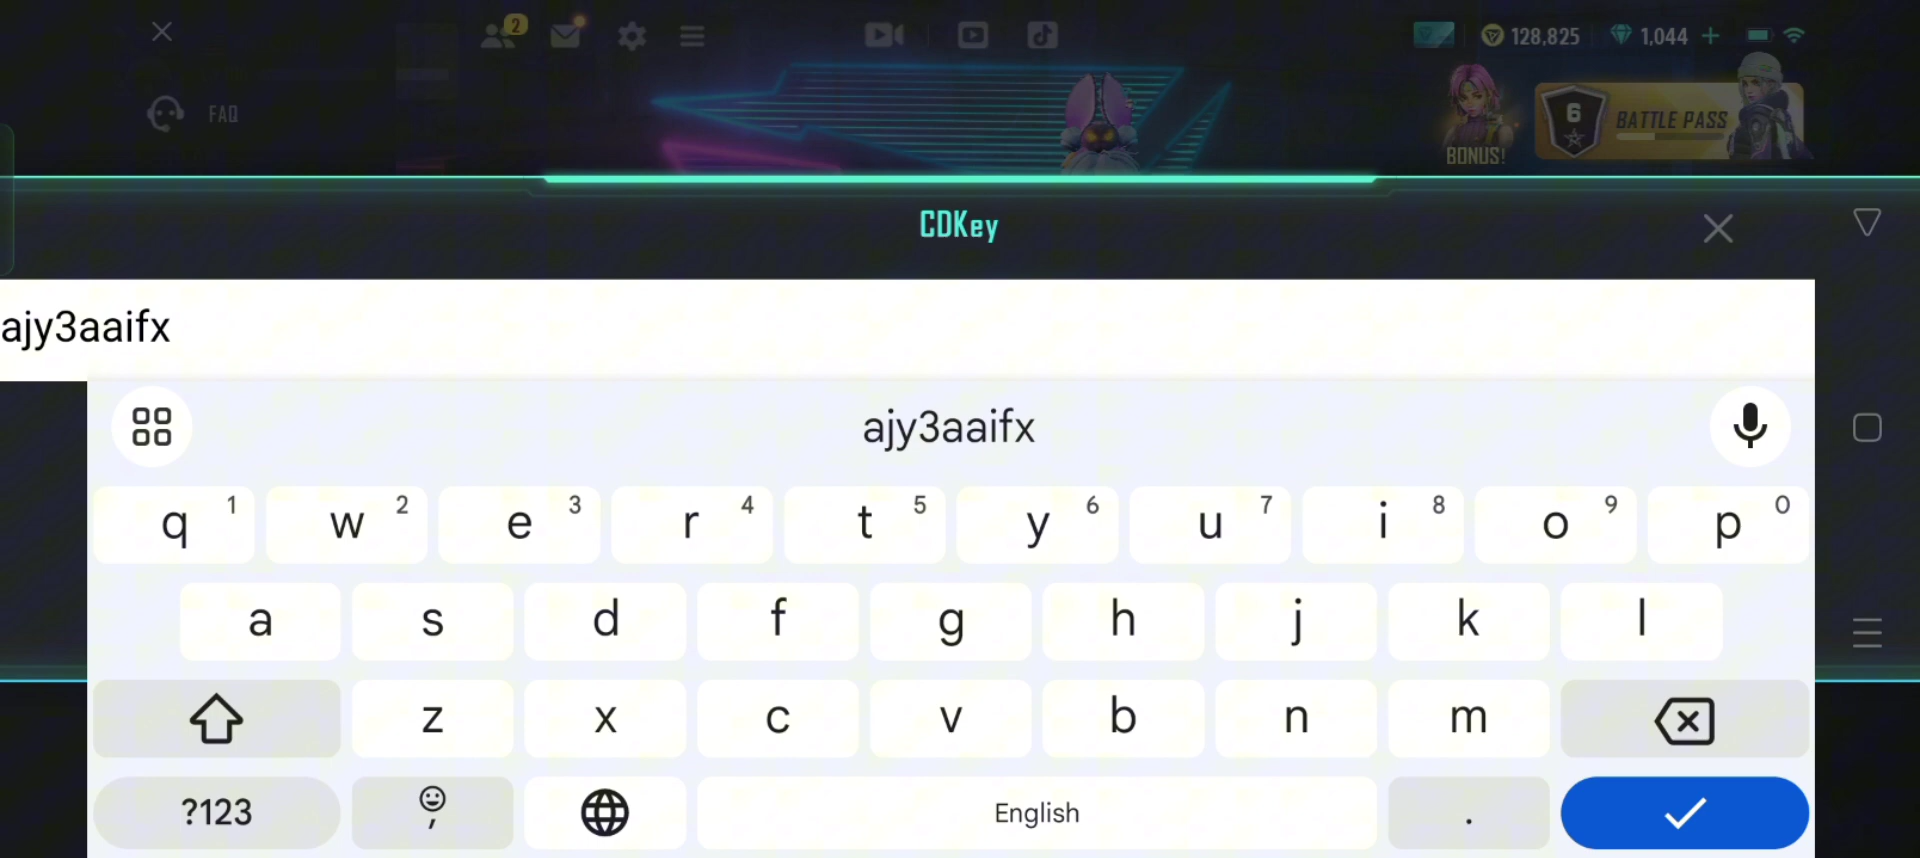 2
128,825
1,044
FAQ
6
BATTLE PASS
BONUS!
CDKey
ajy3aaifx
ajy3aaifx
q 1 w 2 e 3 r 4 t 5 y 6 u 7 i 8 o 9 p 0
a s d f g h j k l
z x c v b n m
?123 , English .